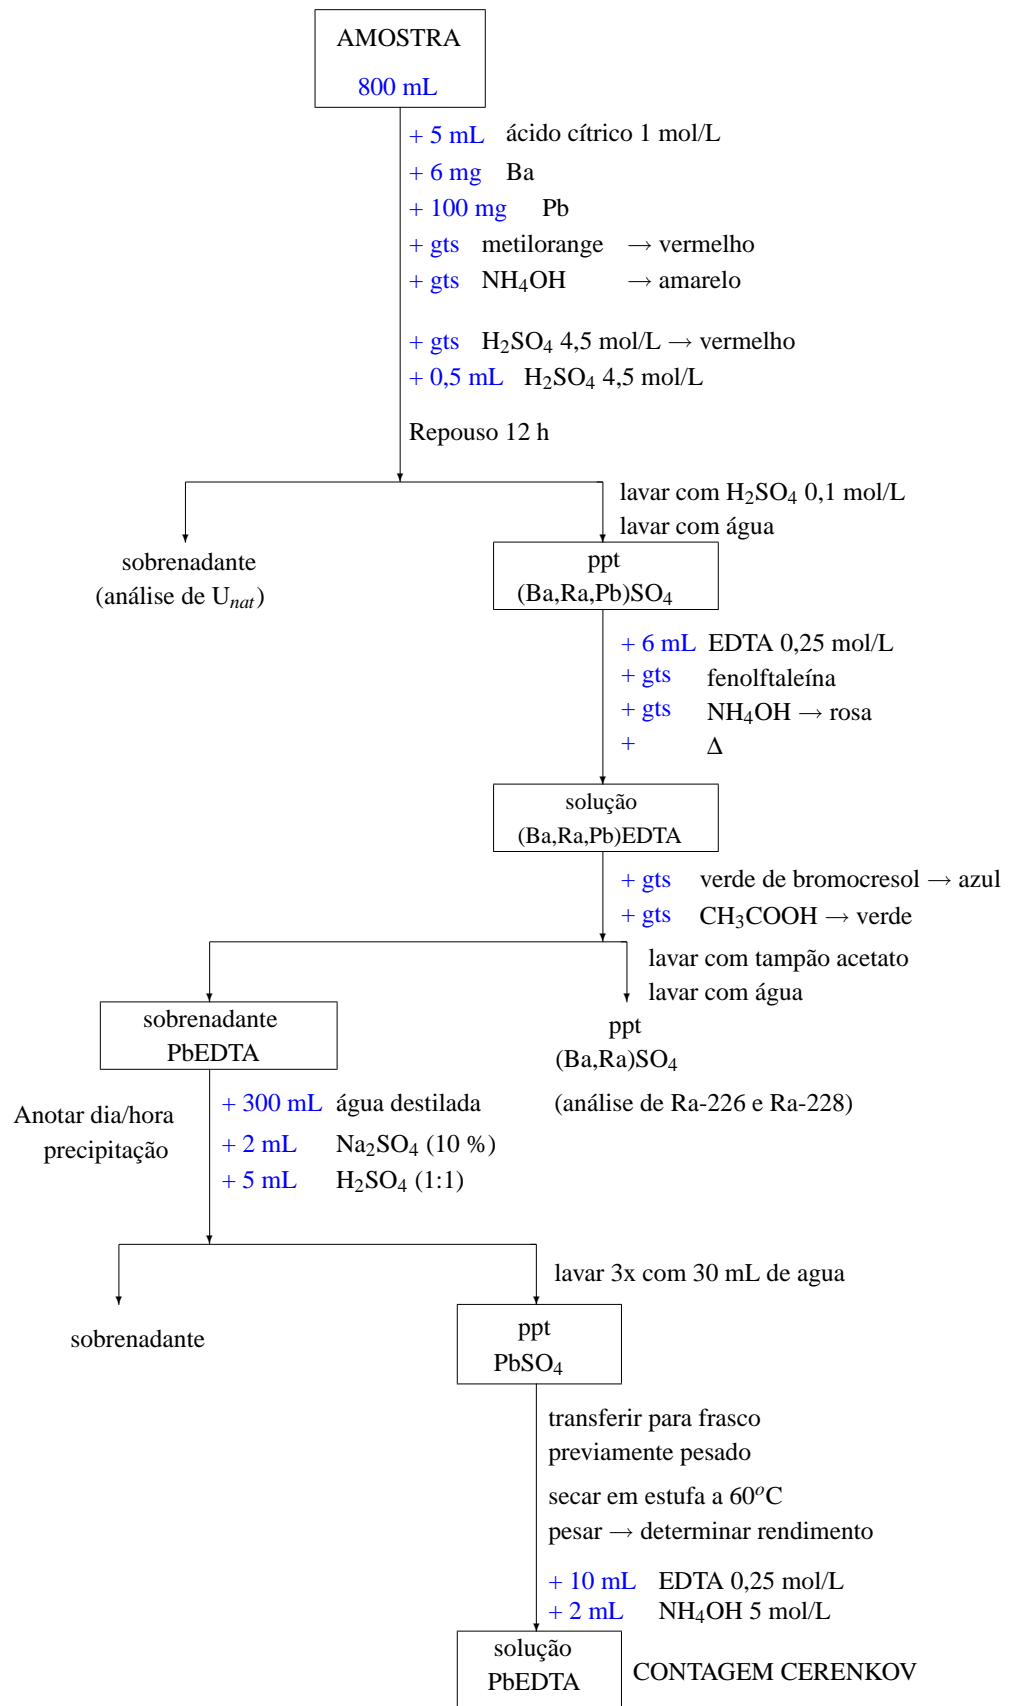 AMOSTRA
800 mL
+ 5 mL ácido cítrico 1 mol/L
+ 6 mg Ba
+ 100 mg Pb
+ gts metilorange → vermelho
+ gts NH₄OH → amarelo
+ gts H₂SO₄ 4,5 mol/L → vermelho
+ 0,5 mL H₂SO₄ 4,5 mol/L
Repouso 12 h
lavar com H₂SO₄ 0,1 mol/L
lavar com água
sobrenadante
(análise de Uₙₐₜ)
ppt
(Ba,Ra,Pb)SO₄
+ 6 mL EDTA 0,25 mol/L
+ gts fenolftaleína
+ gts NH₄OH → rosa
+ Δ
solução
(Ba,Ra,Pb)EDTA
+ gts verde de bromocresol → azul
+ gts CH₃COOH → verde
lavar com tampão acetato
lavar com água
sobrenadante
PbEDTA
ppt
(Ba,Ra)SO₄
(análise de Ra-226 e Ra-228)
Anotar dia/hora
precipitação
+ 300 mL água destilada
+ 2 mL Na₂SO₄ (10 %)
+ 5 mL H₂SO₄ (1:1)
lavar 3x com 30 mL de agua
sobrenadante
ppt
PbSO₄
transferir para frasco
previamente pesado
secar em estufa a 60ºC
pesar → determinar rendimento
+ 10 mL EDTA 0,25 mol/L
+ 2 mL NH₄OH 5 mol/L
solução
PbEDTA
CONTAGEM CERENKOV